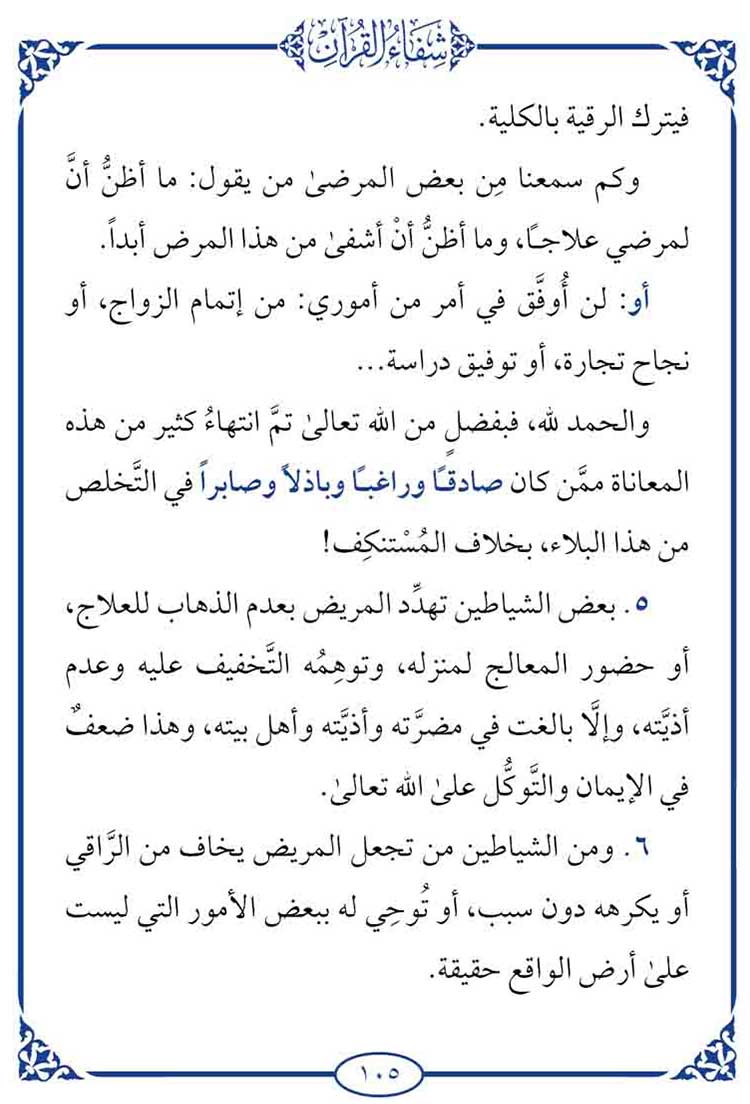 شِفَاءُ القُرآن
فيترك الرقية بالكلية.
وكم سمعنا مِن بعض المرضىٰ من يقول: ما أظنُّ أنَّ
لمرضي علاجـًا، وما أظنُّ أنْ أشفىٰ من هذا المرض أبداً.
أو: لن أُوفَّق في أمر من أموري: من إتمام الزواج، أو
نجاح تجارة، أو توفيق دراسة...
والحمد لله، فبفضلٍ من الله تعالىٰ تمَّ انتهاءُ كثير من هذه
المعاناة ممَّن كان صادقـًا وراغبـًا وباذلاً وصابراً في التَّخلص
من هذا البلاء، بخلاف المُسْتنكِف!
٥. بعض الشياطين تهدِّد المريض بعدم الذهاب للعلاج،
أو حضور المعالج لمنزله، وتوهِمُه التَّخفيف عليه وعدم
أذيَّته، وإلَّا بالغت في مضرَّته وأذيَّته وأهل بيته، وهذا ضعفٌ
في الإيمان والتَّوكُّل علىٰ الله تعالىٰ.
٦. ومن الشياطين من تجعل المريض يخاف من الرَّاقي
أو يكرهه دون سبب، أو تُوحِي له ببعض الأمور التي ليست
علىٰ أرض الواقع حقيقة.
١٠٥